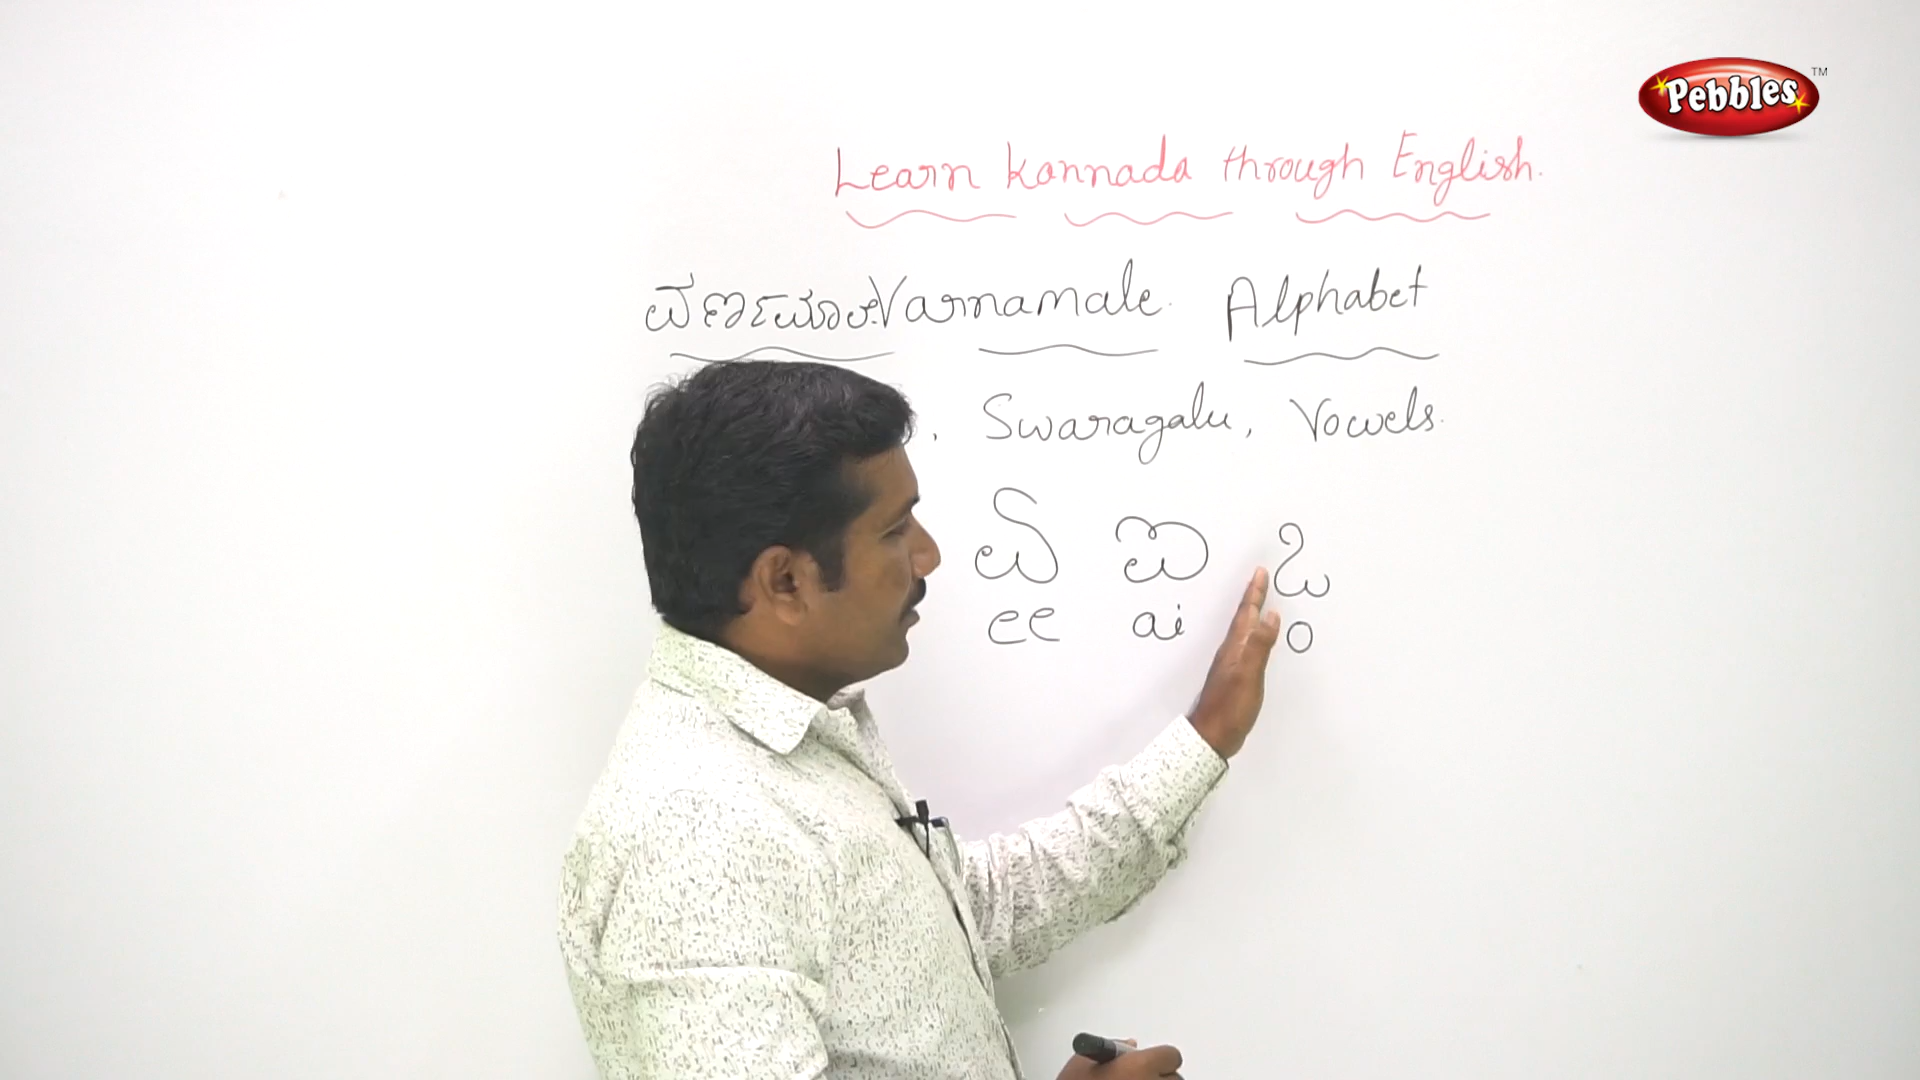 Pebbles TM
Learn Kannada through English.
ವರ್ಣಮಾಲೆ Varnamale. Alphabet
, Swaragalu, Vowels.
ಏ ಐ ಒ
ee ai o